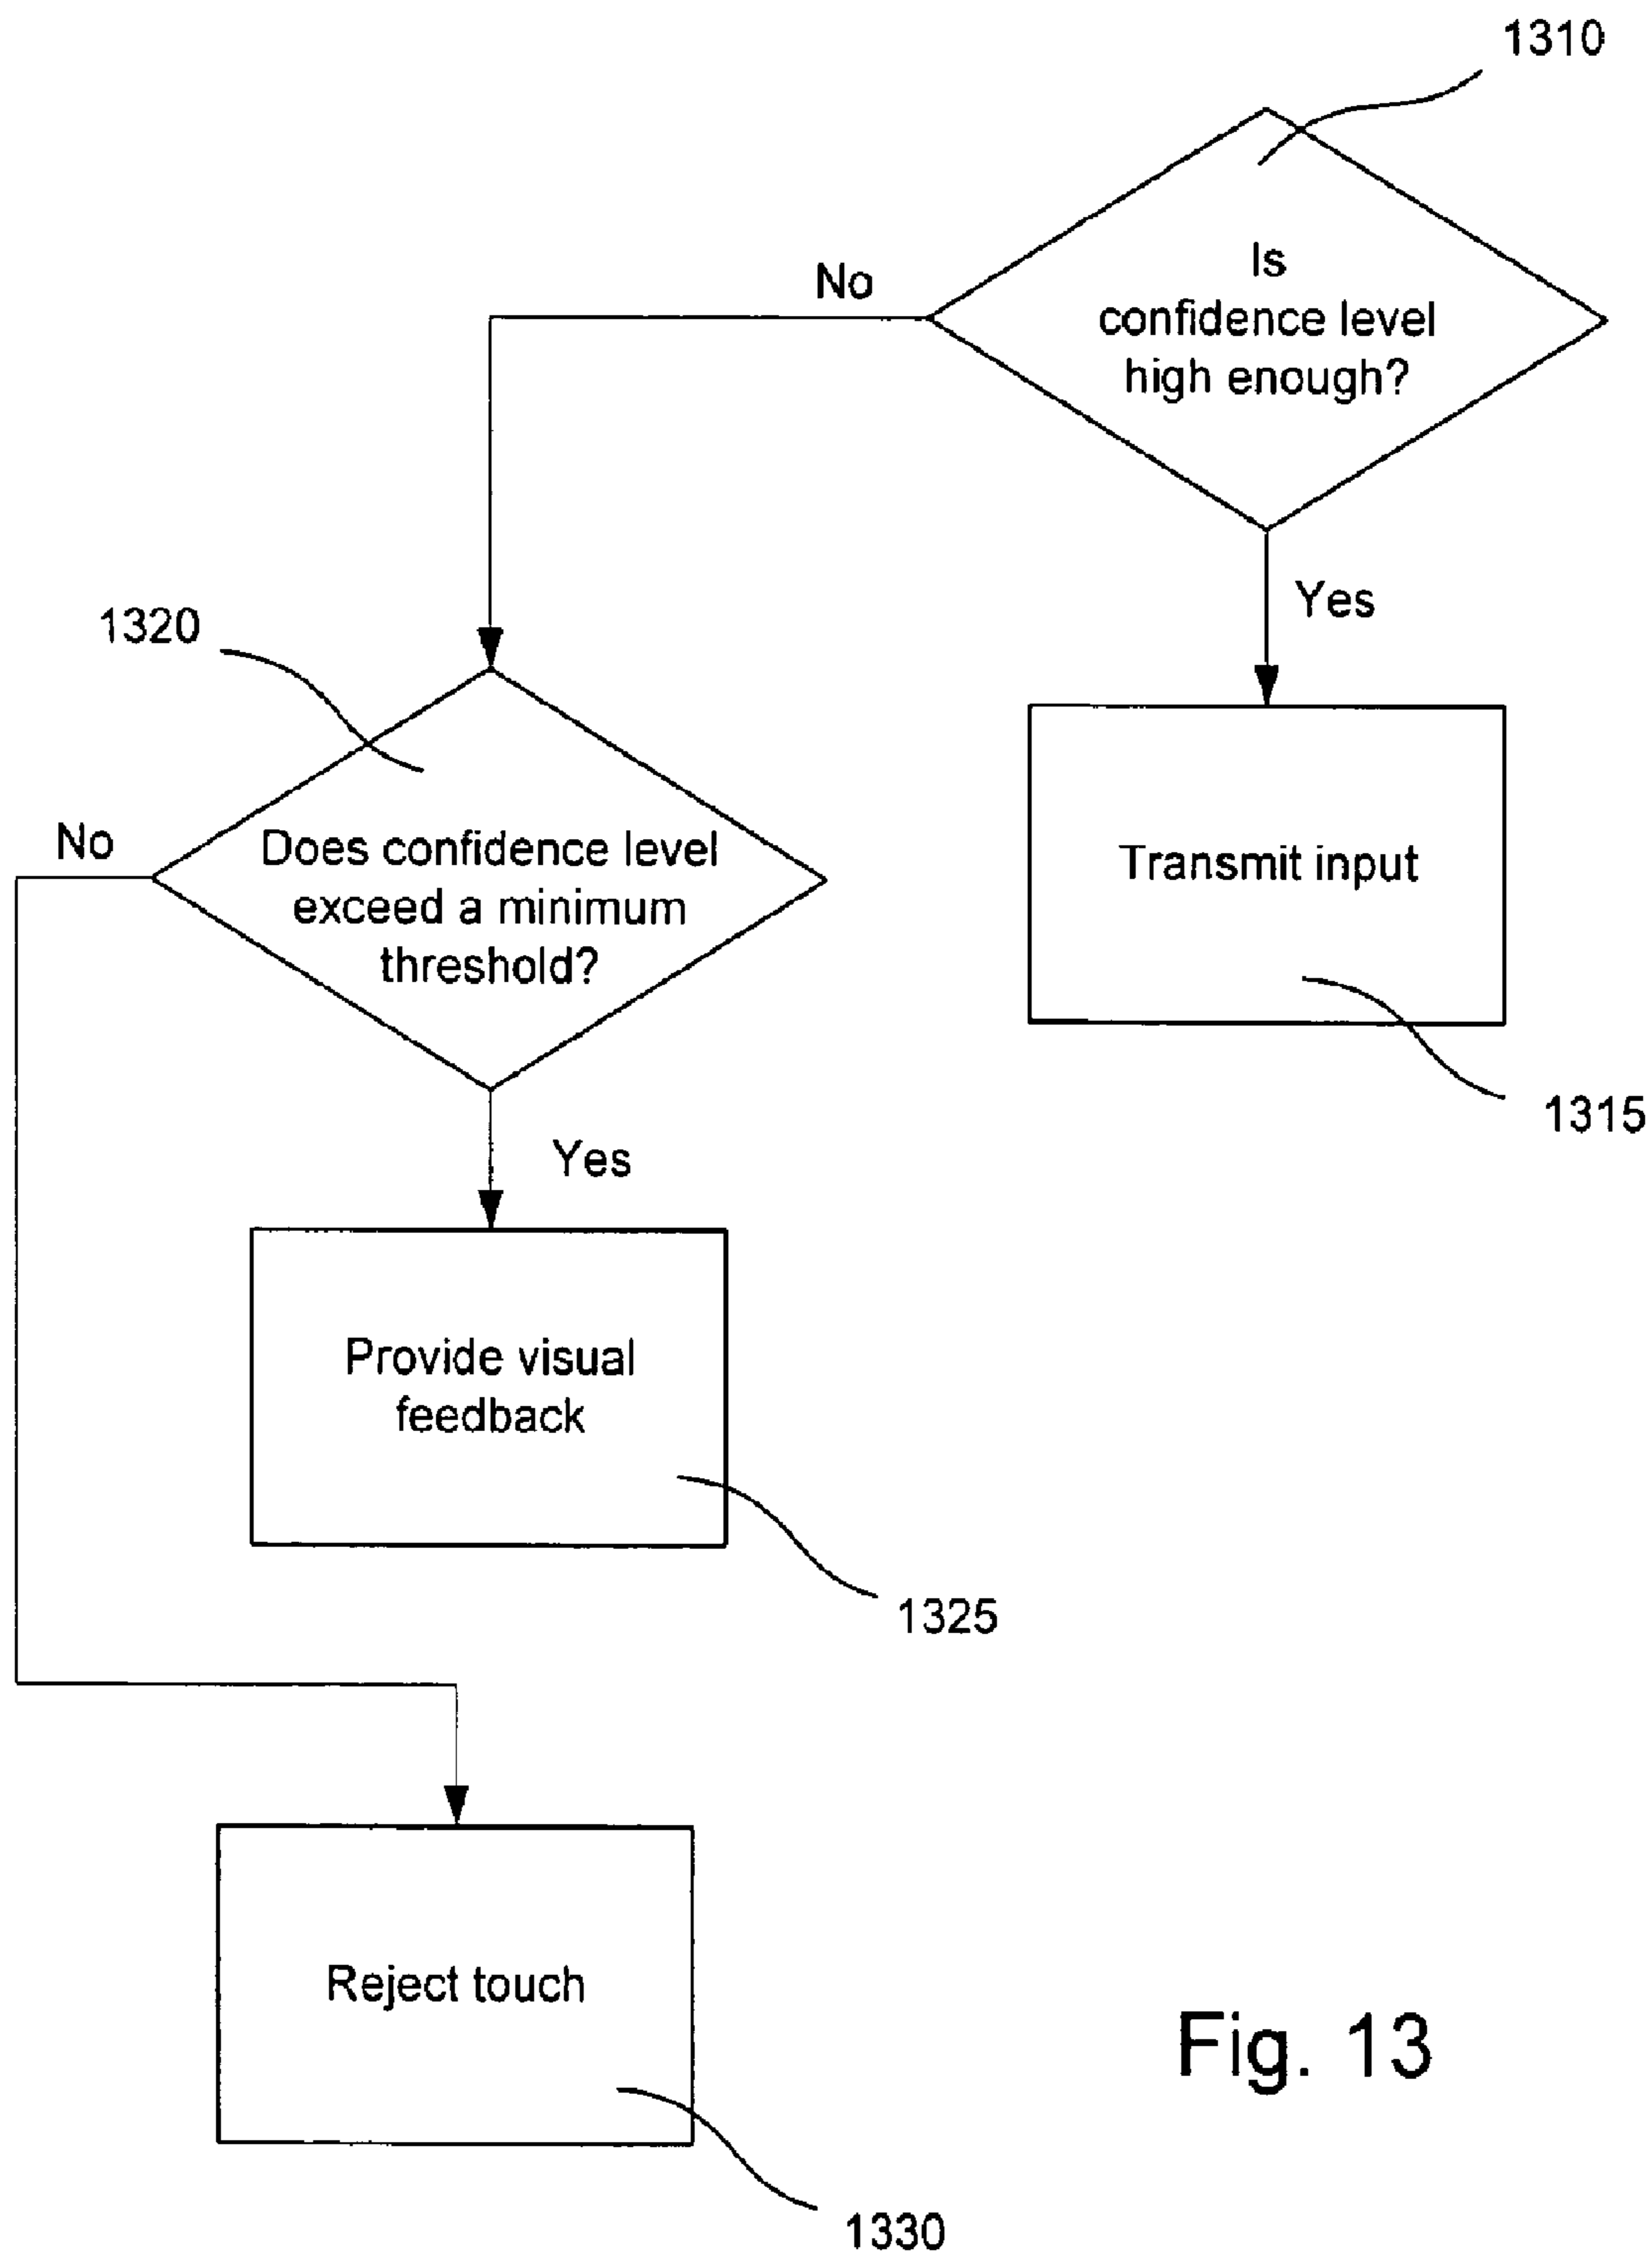 1310
Is
confidence level
high enough?
No
Yes
1320
Transmit input
No
Does confidence level
exceed a minimum
threshold?
1315
Yes
Provide visual
feedback
1325
Reject touch
Fig. 13
1330